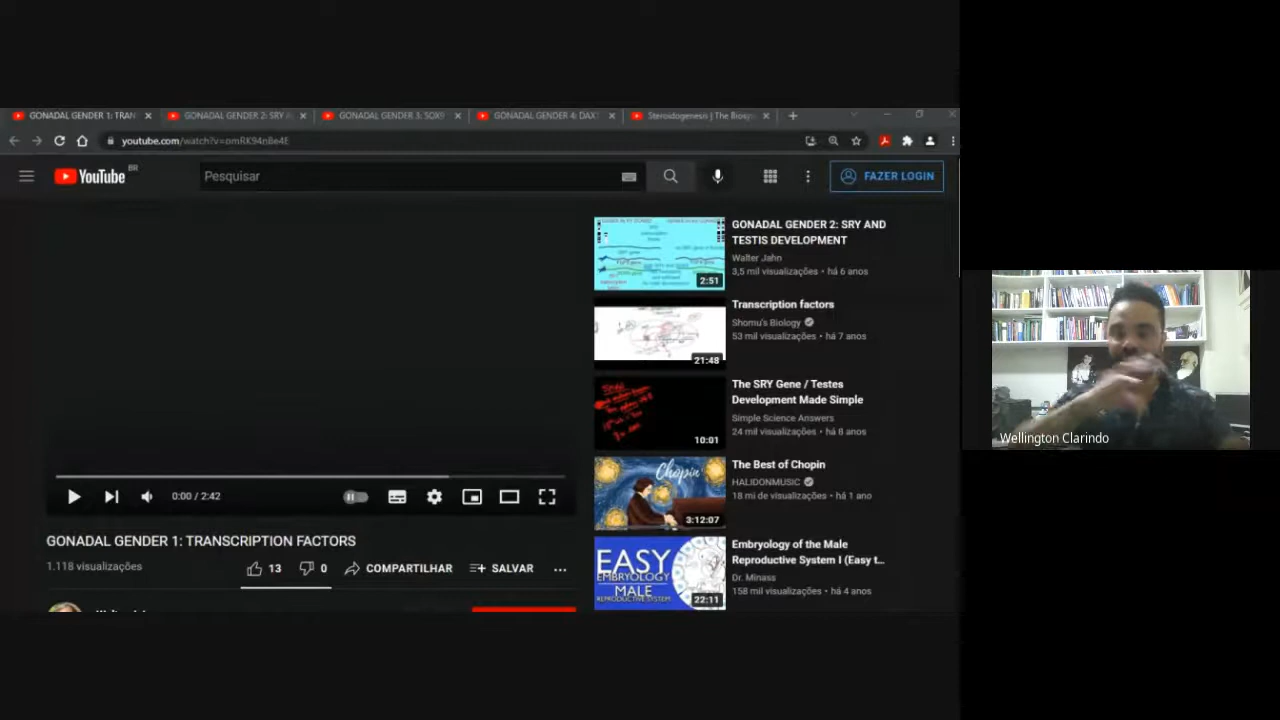 GONADAL GENDER 1: TRAN
GONADAL GENDER 2: SRY A
GONADAL GENDER 3: SOX9
GONADAL GENDER 4: DAX1
Steroidogenesis | The Biosyn
youtube.com/watch?v=omRK94nBe4E
YouTube BR
Pesquisar
FAZER LOGIN
GONADAL GENDER 2: SRY AND
TESTIS DEVELOPMENT
Walter Jahn
3,5 mil visualizações • há 6 anos
2:51
Transcription factors
Shomu's Biology
53 mil visualizações • há 7 anos
21:48
The SRY Gene / Testes
Development Made Simple
Simple Science Answers
24 mil visualizações • há 8 anos
10:01
The Best of Chopin
HALIDONMUSIC
18 mi de visualizações • há 1 ano
Chopin
3:12:07
Embryology of the Male
Reproductive System I (Easy t...
Dr. Minass
158 mil visualizações • há 4 anos
EASY
EMBRYOLOGY
MALE
REPRODUCTIVE SYSTEM
22:11
0:00 / 2:42
GONADAL GENDER 1: TRANSCRIPTION FACTORS
1.118 visualizações
13
0
COMPARTILHAR
SALVAR
...
Wellington Clarindo